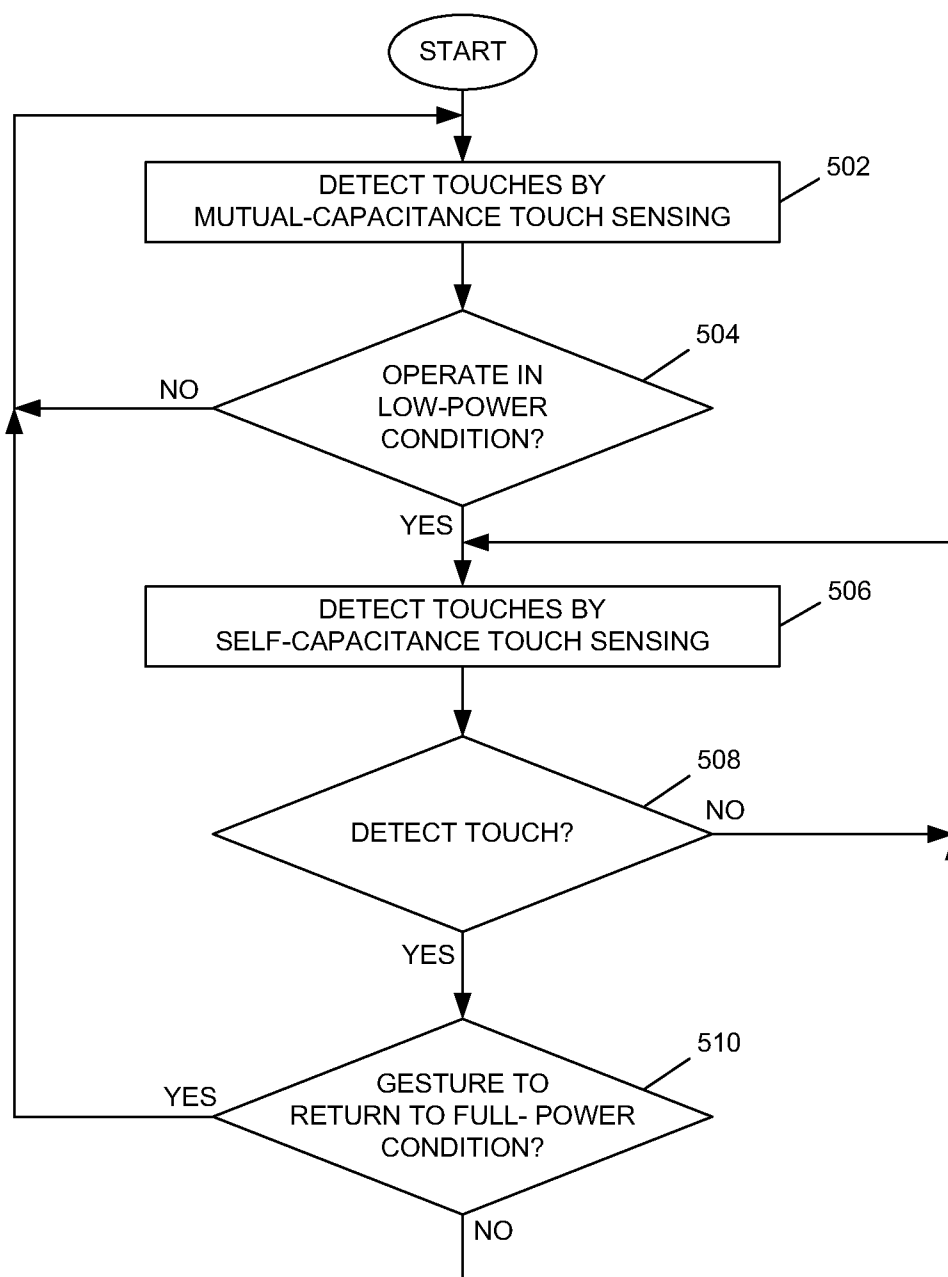 START
DETECT TOUCHES BY
MUTUAL-CAPACITANCE TOUCH SENSING
502
OPERATE IN
LOW-POWER
CONDITION?
504
NO
YES
DETECT TOUCHES BY
SELF-CAPACITANCE TOUCH SENSING
506
DETECT TOUCH?
508
NO
YES
GESTURE TO
RETURN TO FULL- POWER
CONDITION?
510
YES
NO